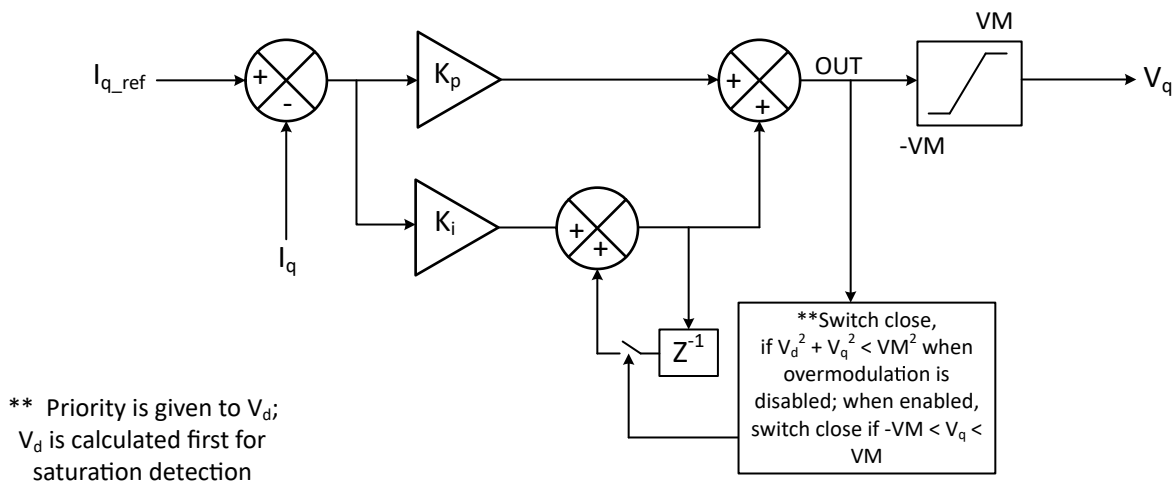 VM
I_q_ref
+
-
K_p
+
+
OUT
V_q
-VM
K_i
+
+
I_q
Z^-1
**Switch close,
if V_d^2 + V_q^2 < VM^2 when
overmodulation is
disabled; when enabled,
switch close if -VM < V_q <
VM
** Priority is given to V_d;
V_d is calculated first for
saturation detection